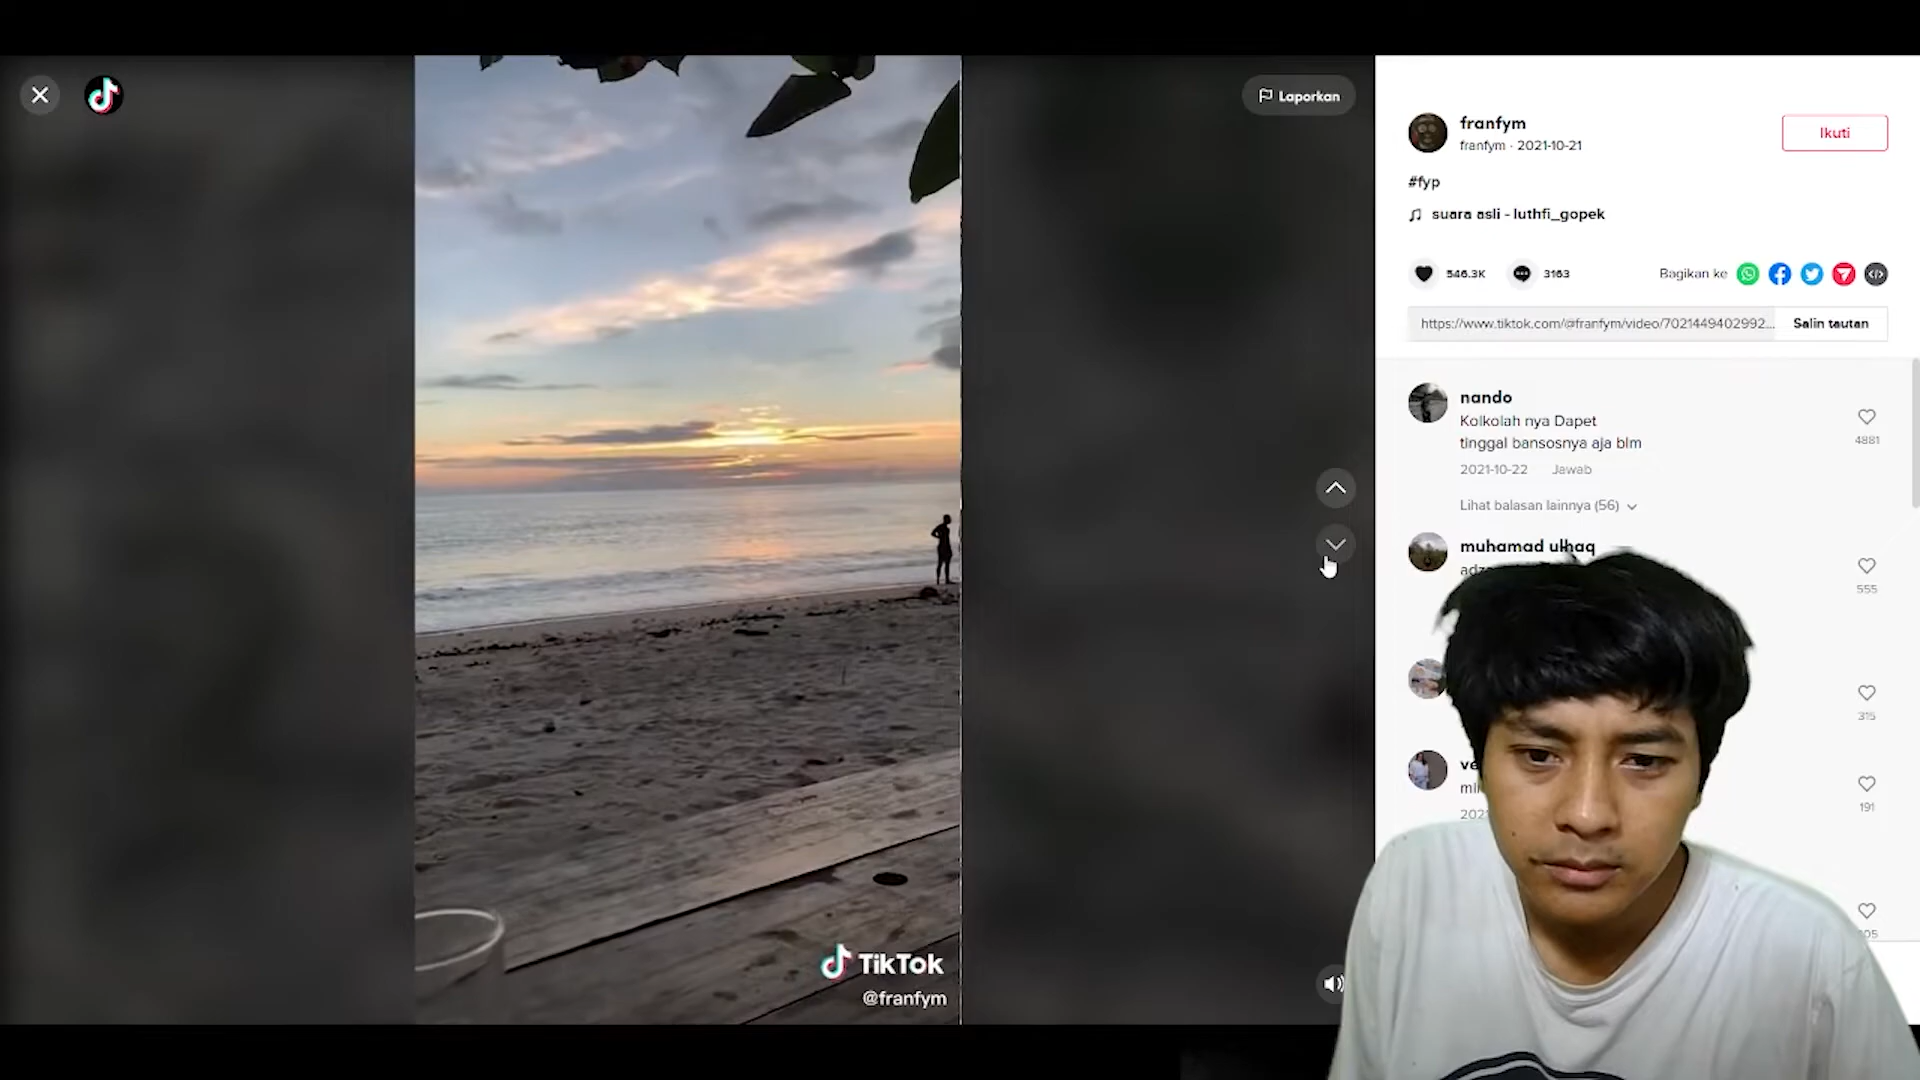 Laporkan
franfym
franfym · 2021-10-21
Ikuti
#fyp
suara asli - luthfi_gopek
546.3K
3163
Bagikan ke
https://www.tiktok.com/@franfym/video/7021449402992...
Salin tautan
nando
Kolkolah nya Dapet
tinggal bansosnya aja blm
4881
2021-10-22 Jawab
Lihat balasan lainnya (56)
muhamad ulhaq
555
315
191
TikTok
@franfym